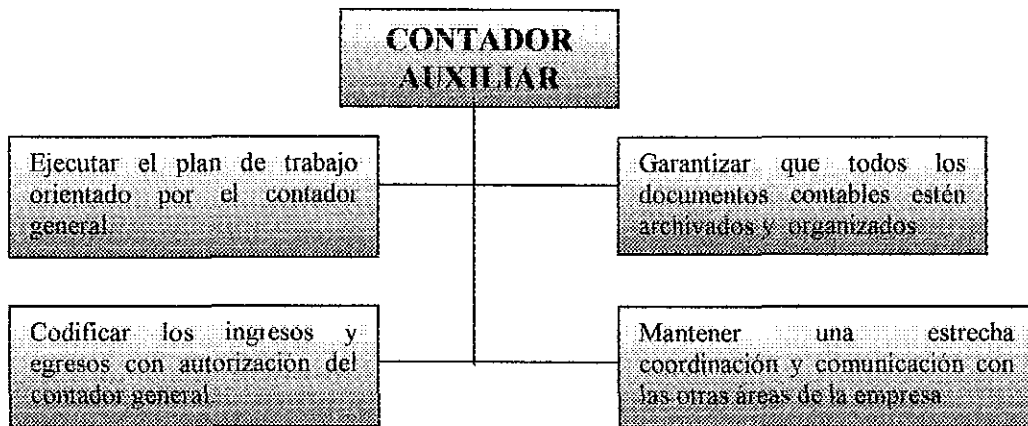 CONTADOR
AUXILIAR
Ejecutar el plan de trabajo
orientado por el contador
general.
Garantizar que todos los
documentos contables estén
archivados y organizados
Codificar los ingresos y
egresos con autorización del
contador general.
Mantener una estrecha
coordinación y comunicación con
las otras áreas de la empresa